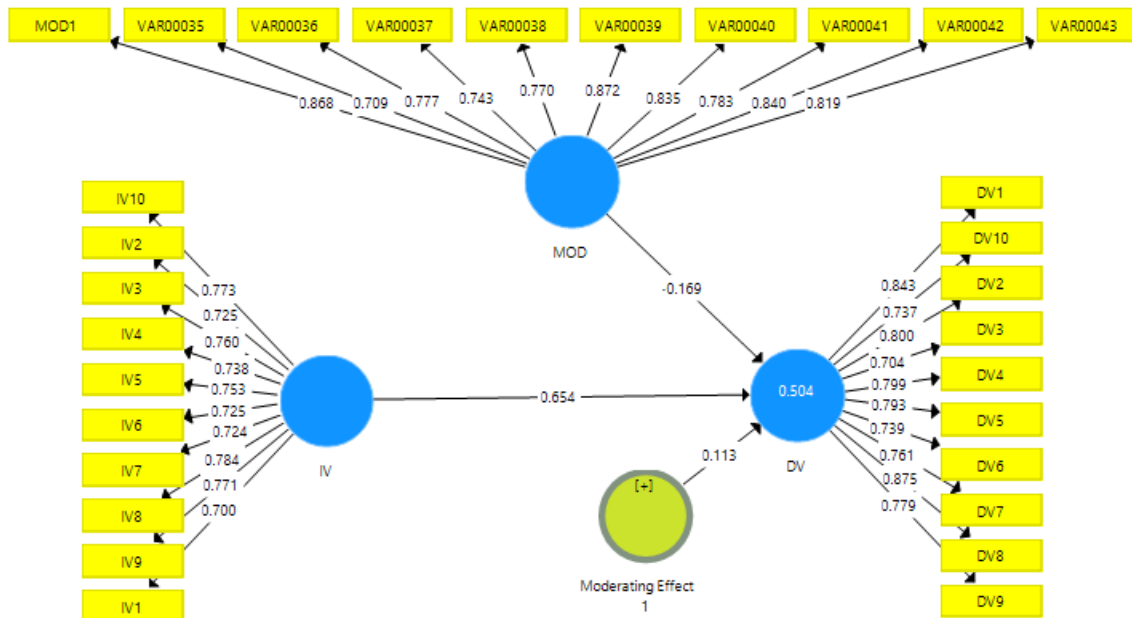 MOD1 VAR00035 VAR00036 VAR00037 VAR00038 VAR00039 VAR00040 VAR00041 VAR00042 VAR00043
0.868 0.709 0.777 0.743 0.770 0.872 0.835 0.783 0.840 0.819
MOD
-0.169
IV10
IV2
IV3
IV4
IV5
IV6
IV7
IV8
IV9
IV1
0.773
0.725
0.760
0.738
0.753
0.725
0.724
0.784
0.771
0.700
IV
0.654
[+]
0.113
Moderating Effect
1
0.504
DV
0.843
0.737
0.800
0.704
0.799
0.793
0.739
0.761
0.875
0.779
DV1
DV10
DV2
DV3
DV4
DV5
DV6
DV7
DV8
DV9